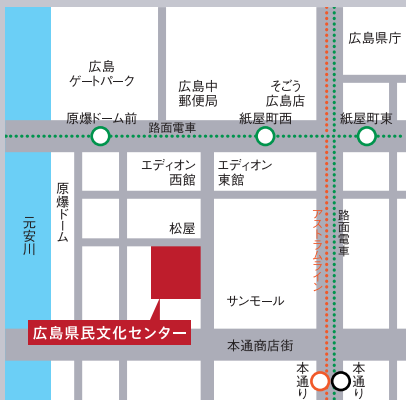 広島県庁
広島
ゲートパーク
広島中
郵便局
そごう
広島店
原爆ドーム前
路面電車
紙屋町西
紙屋町東
エディオン
西館
エディオン
東館
原爆ドーム
元安川
松屋
アストラムライン
路面電車
サンモール
広島県民文化センター
本通商店街
本通り
本通り